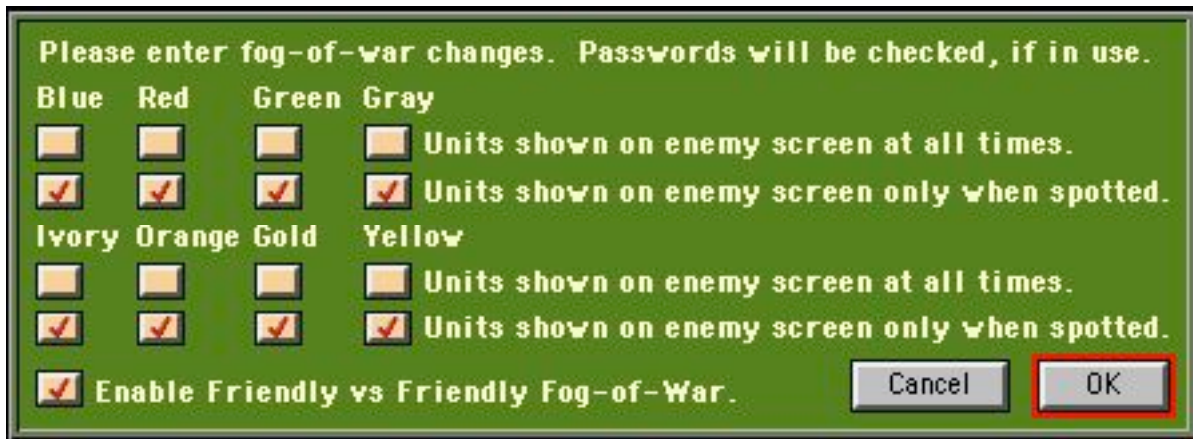 Please enter fog-of-war changes. Passwords will be checked, if in use.
Blue Red Green Gray
Units shown on enemy screen at all times.
Units shown on enemy screen only when spotted.
Ivory Orange Gold Yellow
Units shown on enemy screen at all times.
Units shown on enemy screen only when spotted.
Enable Friendly vs Friendly Fog-of-War. Cancel OK